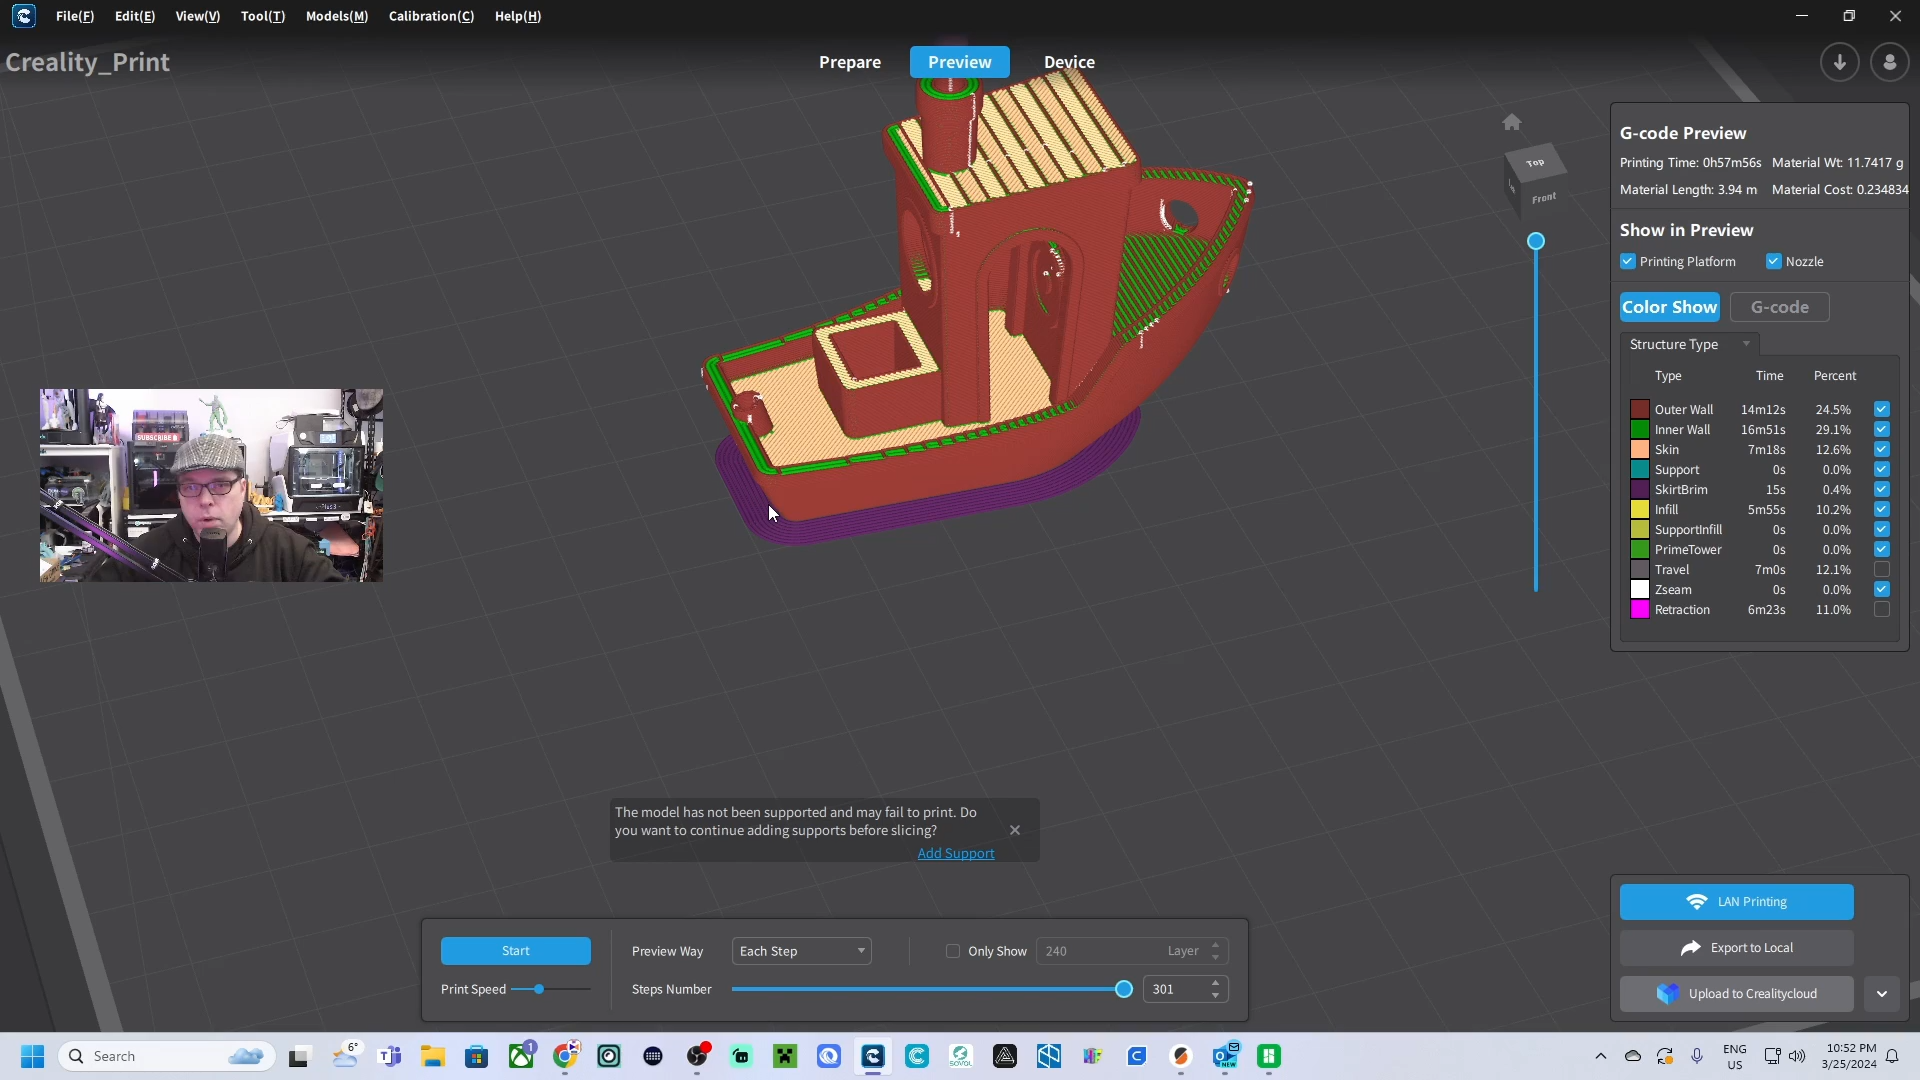 File(F) Edit(E) View(V) Tool(T) Models(M) Calibration(C) Help(H)
Creality_Print
Prepare Preview Device
Top
Front
G-code Preview
Printing Time: 0h57m56s Material Wt: 11.7417 g
Material Length: 3.94 m Material Cost: 0.234834
Show in Preview
Printing Platform Nozzle
Color Show G-code
Structure Type
Type Time Percent
Outer Wall 14m12s 24.5%
Inner Wall 16m51s 29.1%
Skin 7m18s 12.6%
Support 0s 0.0%
SkirtBrim 15s 0.4%
Infill 5m55s 10.2%
SupportInfill 0s 0.0%
PrimeTower 0s 0.0%
Travel 7m0s 12.1%
Zseam 0s 0.0%
Retraction 6m23s 11.0%
SUBSCRIBE
The model has not been supported and may fail to print. Do
you want to continue adding supports before slicing?
Add Support
Start Preview Way Each Step Only Show 240 Layer
Print Speed Steps Number 301
LAN Printing
Export to Local
Upload to Crealitycloud
Search
6°
1
SOVOL
NEW
ENG
US
10:52 PM
3/25/2024